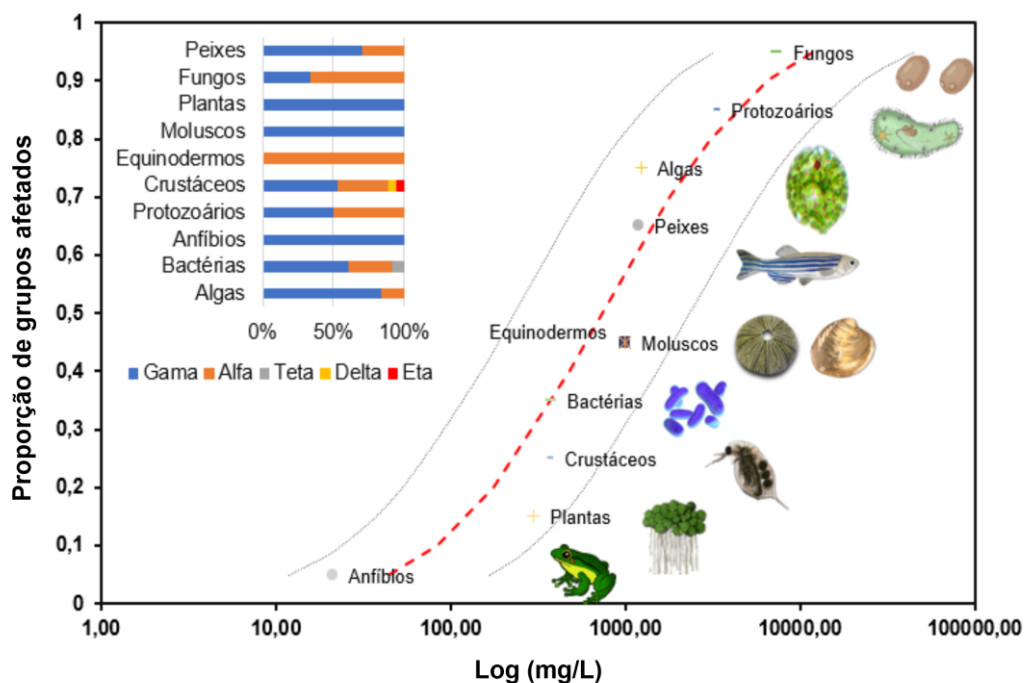 Proporção de grupos afetados
1
0,9
0,8
0,7
0,6
0,5
0,4
0,3
0,2
0,1
0
Peixes
Fungos
Plantas
Moluscos
Equinodermos
Crustáceos
Protozoários
Anfíbios
Bactérias
Algas
0% 50% 100%
Gama Alfa Teta Delta Eta
Fungos
Protozoários
Algas
Peixes
Equinodermos
Moluscos
Bactérias
Crustáceos
Plantas
Anfíbios
1,00 10,00 100,00 1000,00 10000,00 100000,00
Log (mg/L)